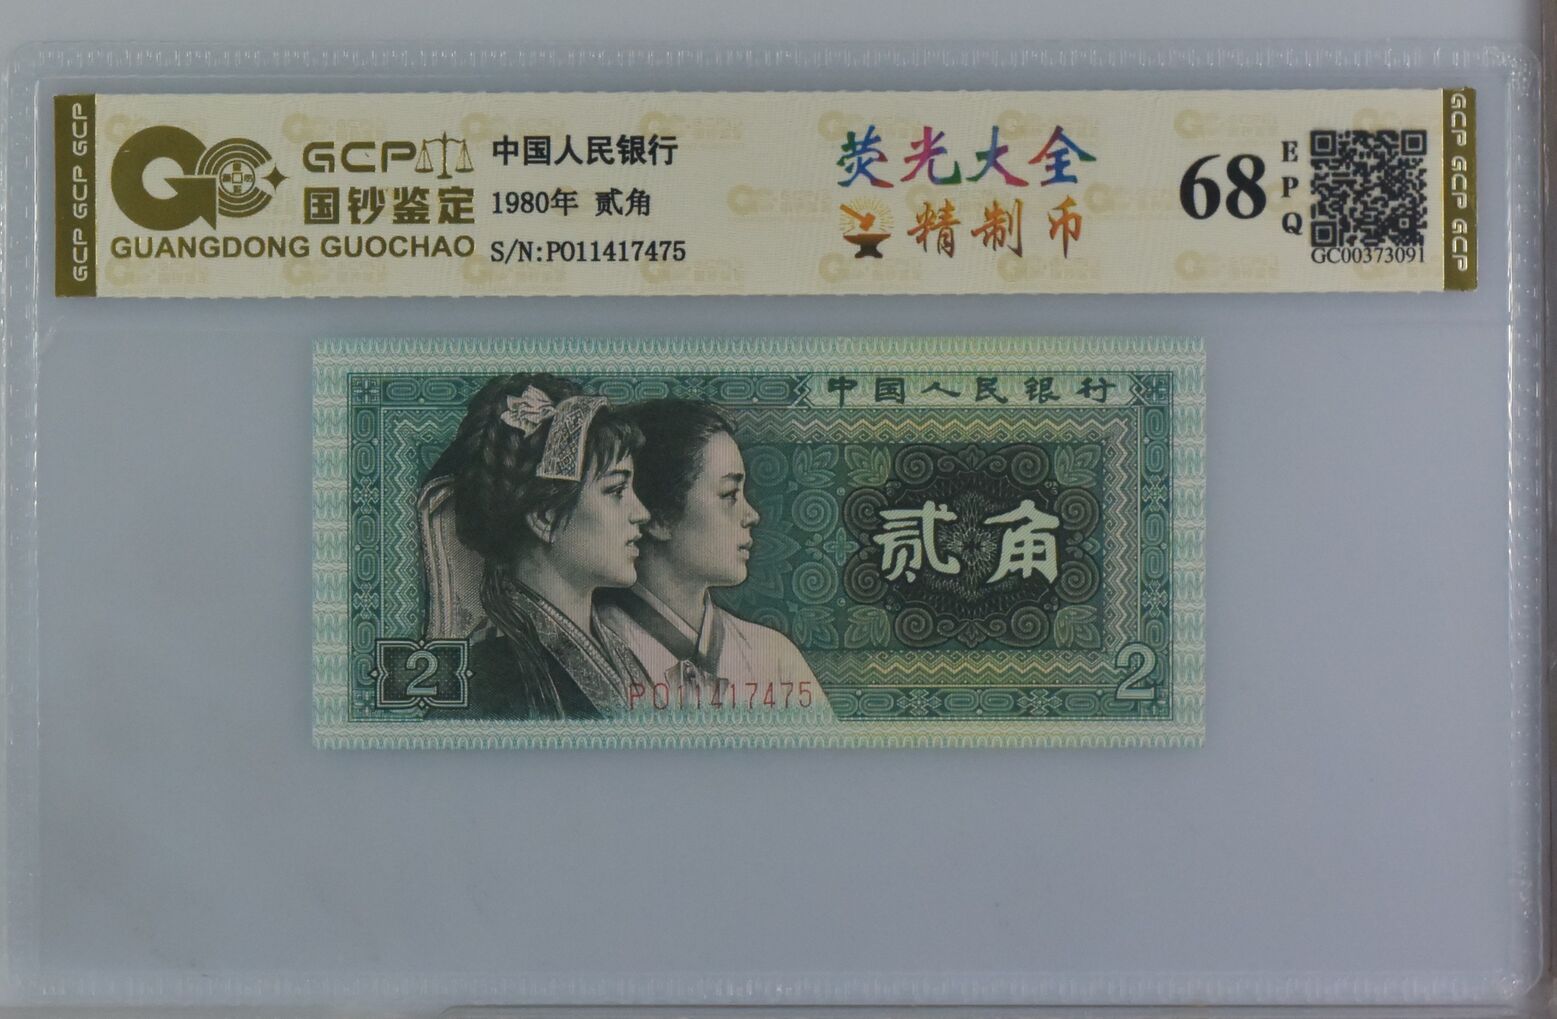 GCP GCP GCP
GCP
国钞鉴定
GUANGDONG GUOCHAO
中国人民银行
1980年 贰角
S/N:PO11417475
荧光大全
精制币
68
EPQ
GC00373091
GCP GCP GCP
中国人民银行
贰角
2
PO11417475
2